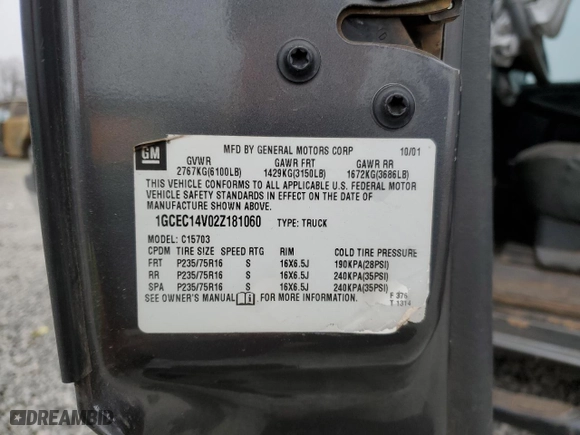 GM
MFD BY GENERAL MOTORS CORP 10/01
GVWR GAWR FRT GAWR RR
2767KG(6100LB) 1429KG(3150LB) 1672KG(3686LB)
THIS VEHICLE CONFORMS TO ALL APPLICABLE U.S. FEDERAL MOTOR
VEHICLE SAFETY STANDARDS IN EFFECT ON THE DATE OF
MANUFACTURE SHOWN ABOVE.
1GCEC14V02Z181060 TYPE: TRUCK
MODEL: C15703
CPDM TIRE SIZE SPEED RTG RIM COLD TIRE PRESSURE
FRT P235/75R16 S 16X6.5J 190KPA(28PSI)
RR P235/75R16 S 16X6.5J 240KPA(35PSI)
SPA P235/75R16 S 16X6.5J 240KPA(35PSI)
SEE OWNER'S MANUAL FOR MORE INFORMATION. F 376
T 1314
DREAMBID